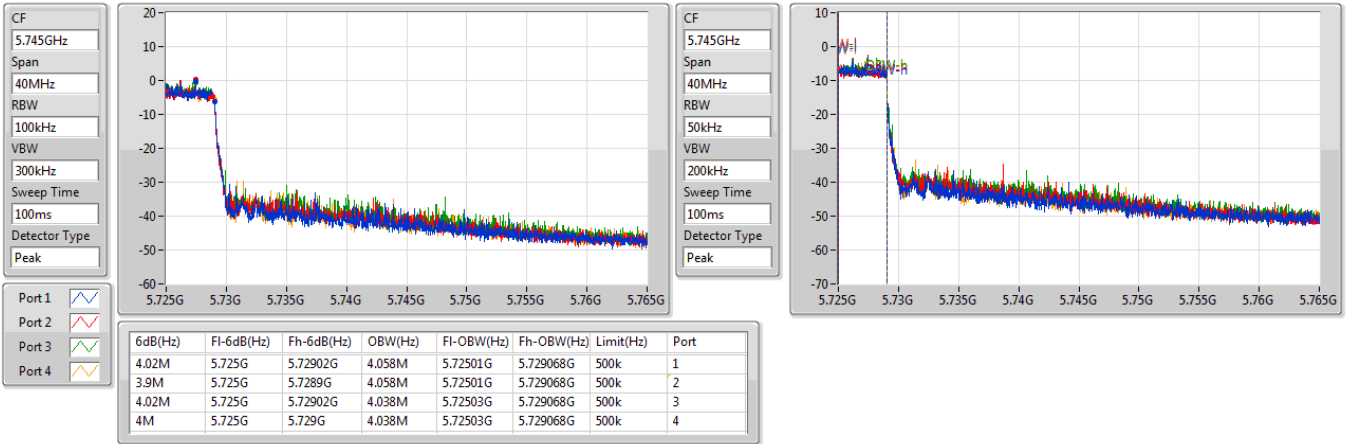 CF
5.745GHz
Span
40MHz
RBW
100kHz
VBW
300kHz
Sweep Time
100ms
Detector Type
Peak
20
10
0
-10
-20
-30
-40
-50
-60
5.725G 5.73G 5.735G 5.74G 5.745G 5.75G 5.755G 5.76G 5.765G
CF
5.745GHz
Span
40MHz
RBW
50kHz
VBW
200kHz
Sweep Time
100ms
Detector Type
Peak
10
0
-10
-20
-30
-40
-50
-60
-70
5.725G 5.73G 5.735G 5.74G 5.745G 5.75G 5.755G 5.76G 5.765G
Port 1
Port 2
Port 3
Port 4
6dB(Hz) Fl-6dB(Hz) Fh-6dB(Hz) OBW(Hz) Fl-OBW(Hz) Fh-OBW(Hz) Limit(Hz) Port
4.02M 5.725G 5.72902G 4.058M 5.72501G 5.729068G 500k 1
3.9M 5.725G 5.7289G 4.058M 5.72501G 5.729068G 500k 2
4.02M 5.725G 5.72902G 4.038M 5.72503G 5.729068G 500k 3
4M 5.725G 5.729G 4.038M 5.72503G 5.729068G 500k 4